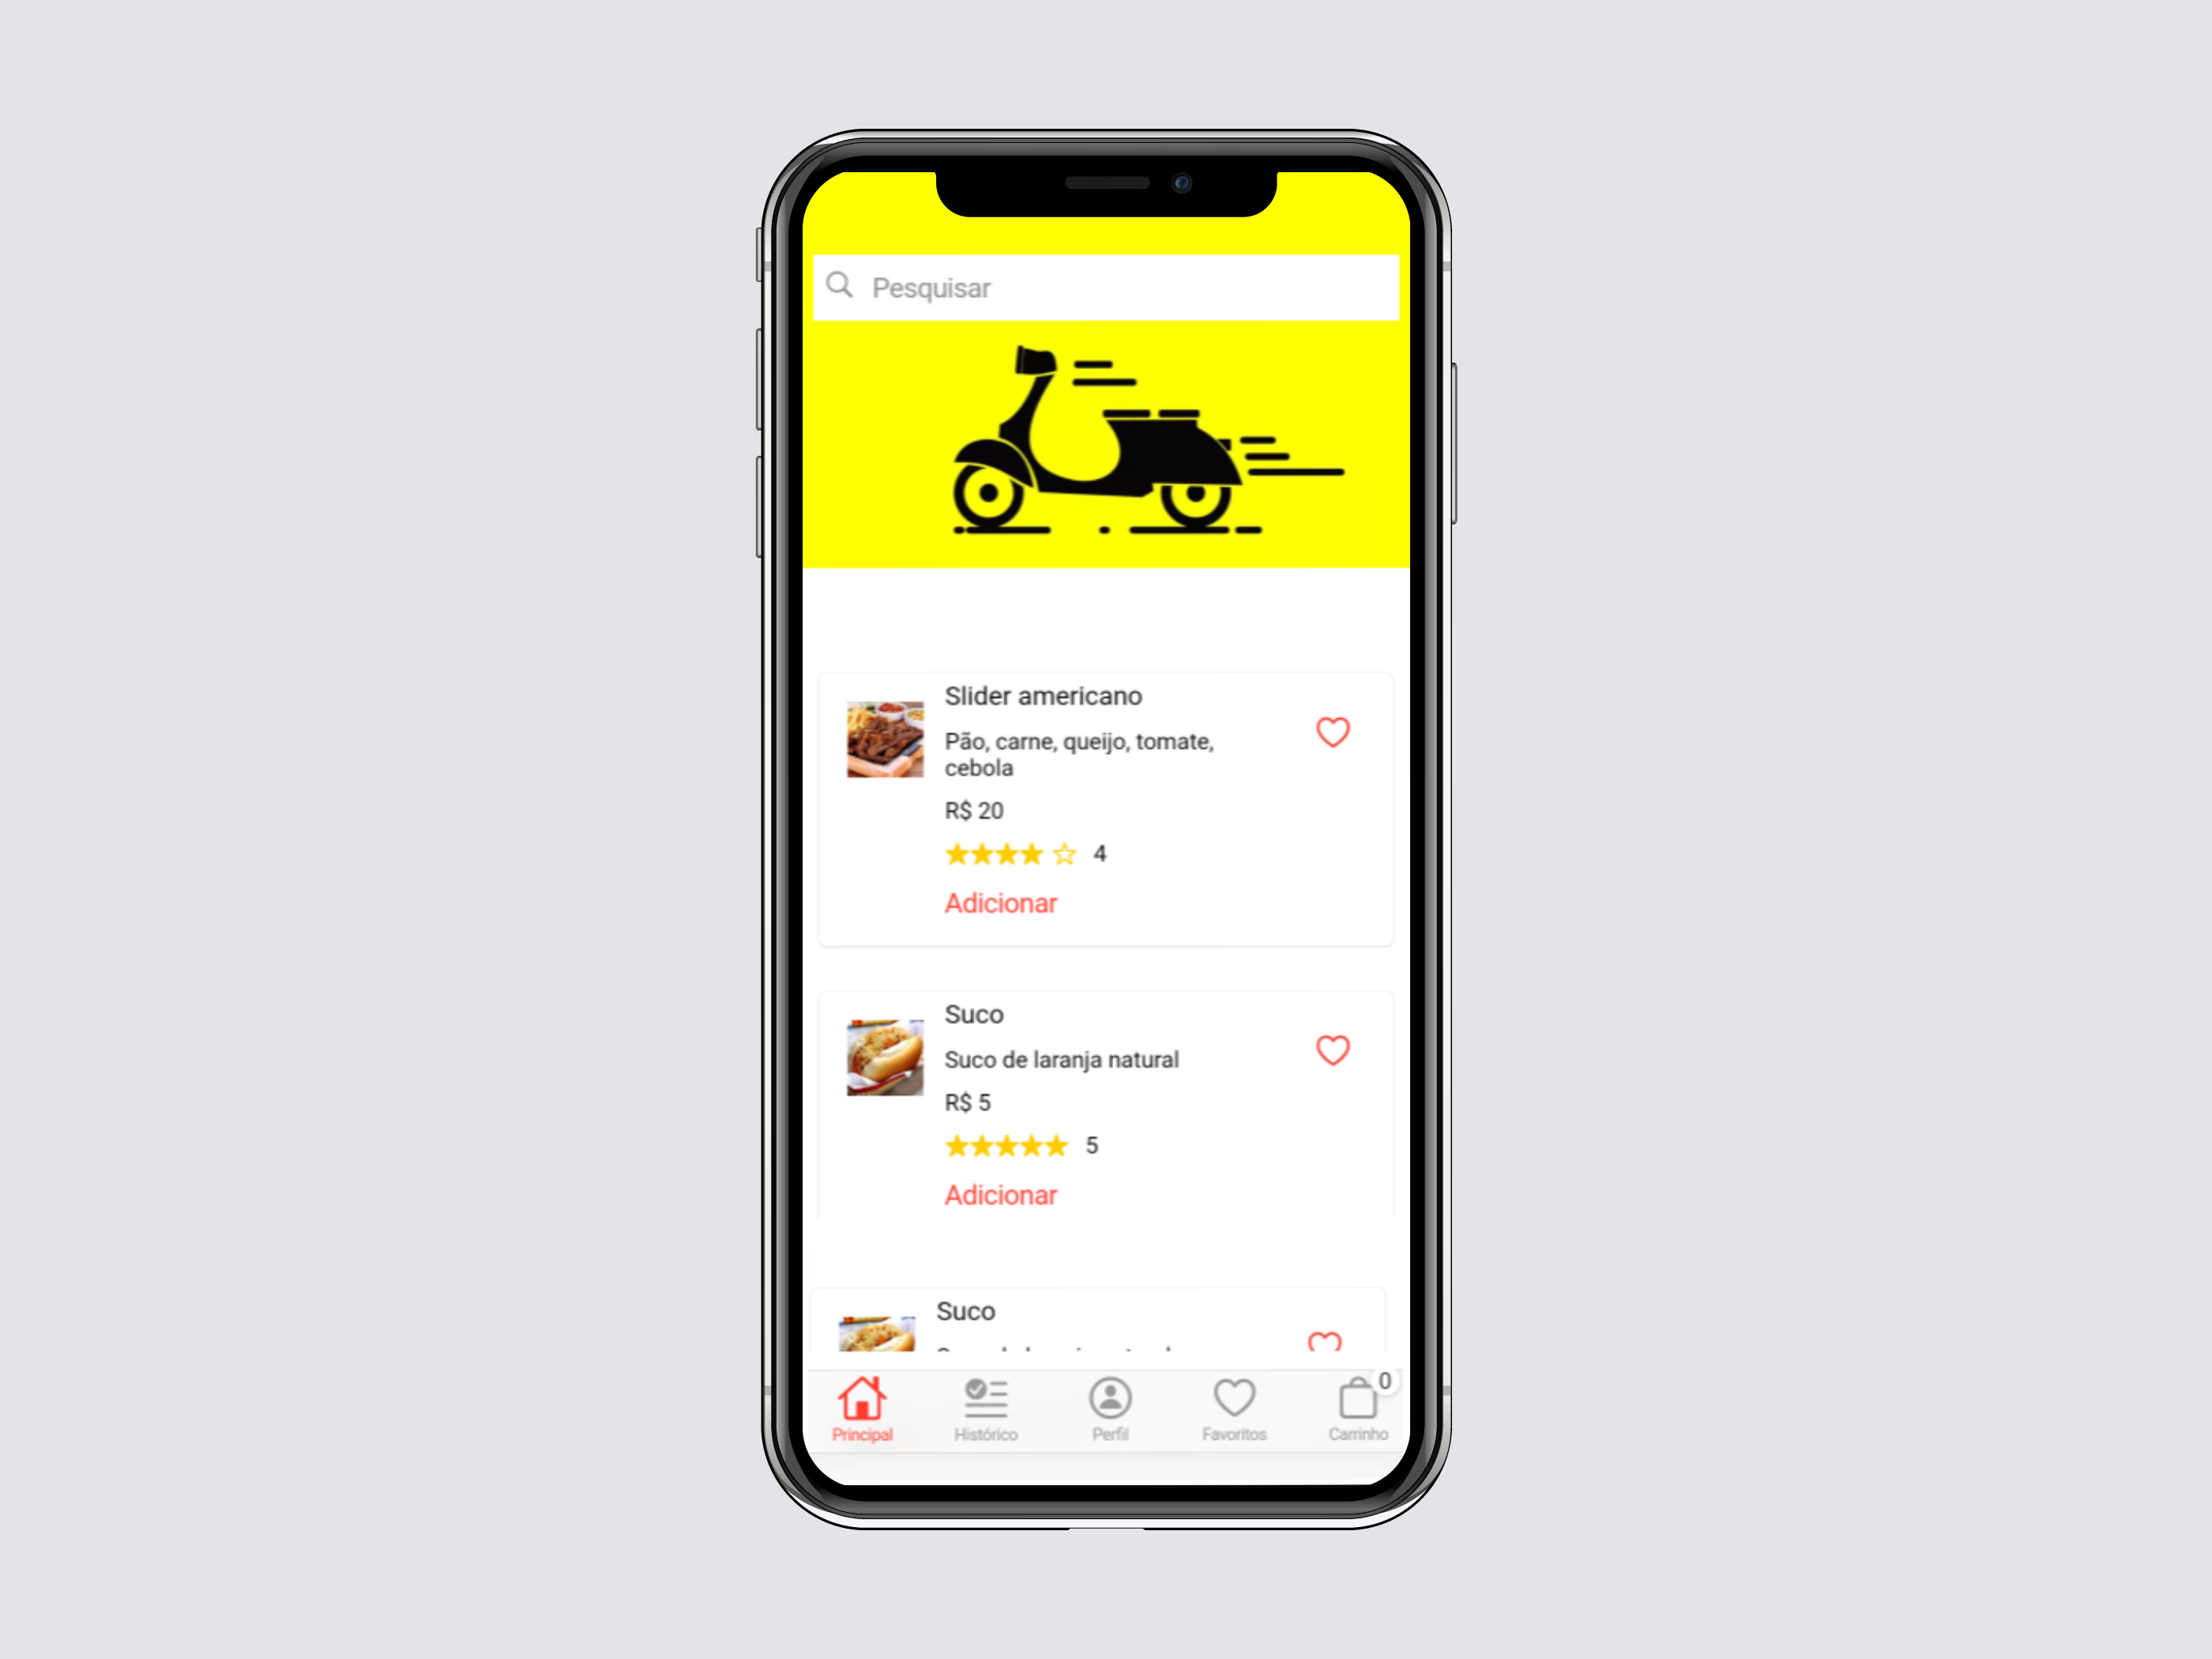 Pesquisar
Slider americano
Pão, carne, queijo, tomate,
cebola
R$ 20
4
Adicionar
Suco
Suco de laranja natural
R$ 5
5
Adicionar
Suco
0
Principal
Histórico
Perfil
Favoritos
Carrinho